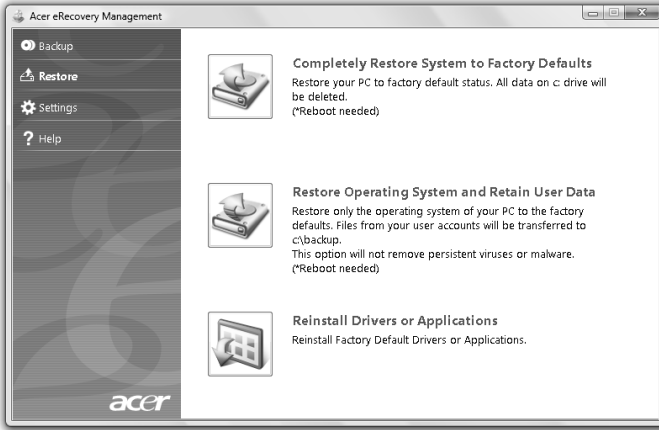 Acer eRecovery Management
Backup
Restore
Settings
Help
Completely Restore System to Factory Defaults
Restore your PC to factory default status. All data on c: drive will
be deleted.
(*Reboot needed)
Restore Operating System and Retain User Data
Restore only the operating system of your PC to the factory
defaults. Files from your user accounts will be transferred to
c:\backup.
This option will not remove persistent viruses or malware.
(*Reboot needed)
Reinstall Drivers or Applications
Reinstall Factory Default Drivers or Applications.
acer